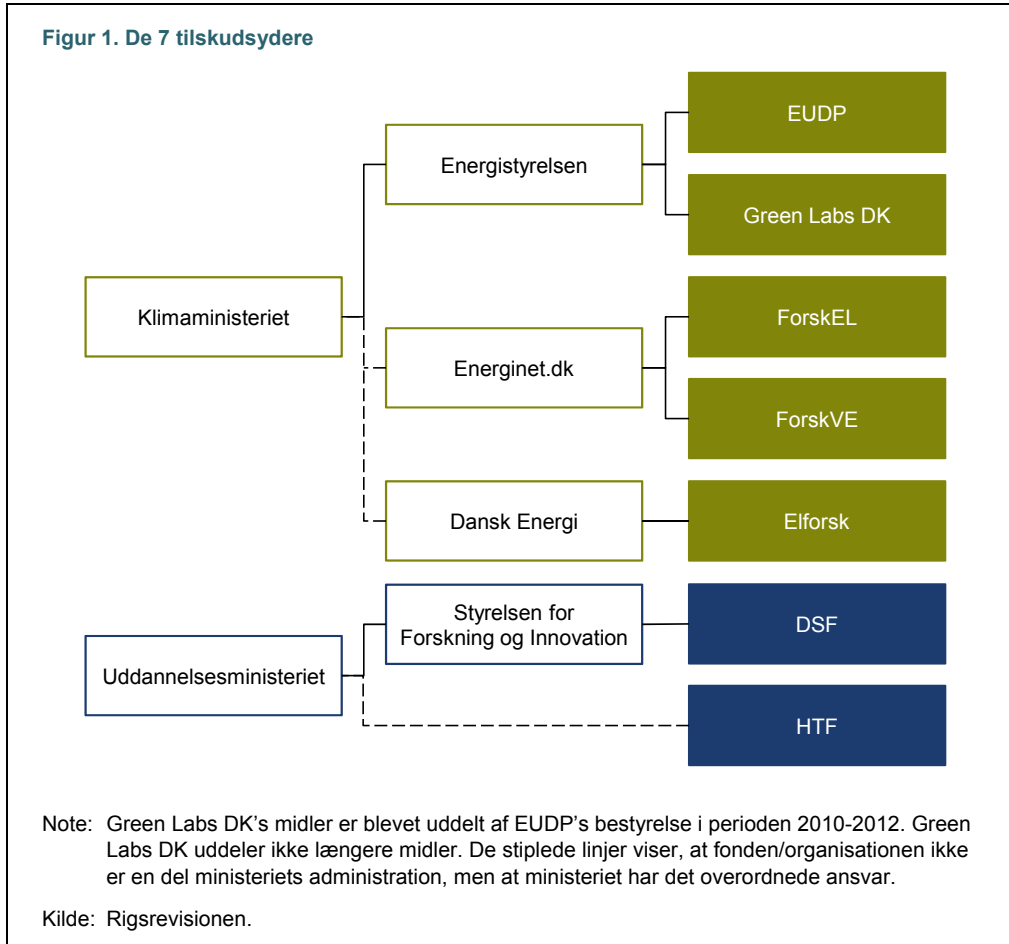 Figur 1. De 7 tilskudsydere
EUDP
Energistyrelsen
Green Labs DK
Klimaministeriet
ForskEL
Energinet.dk
ForskVE
Dansk Energi
Elforsk
Styrelsen for
Forskning og Innovation
DSF
Uddannelsesministeriet
HTF
Note: Green Labs DK's midler er blevet uddelt af EUDP's bestyrelse i perioden 2010-2012. Green
Labs DK uddeler ikke længere midler. De stiplede linjer viser, at fonden/organisationen ikke
er en del ministeriets administration, men at ministeriet har det overordnede ansvar.
Kilde: Rigsrevisionen.